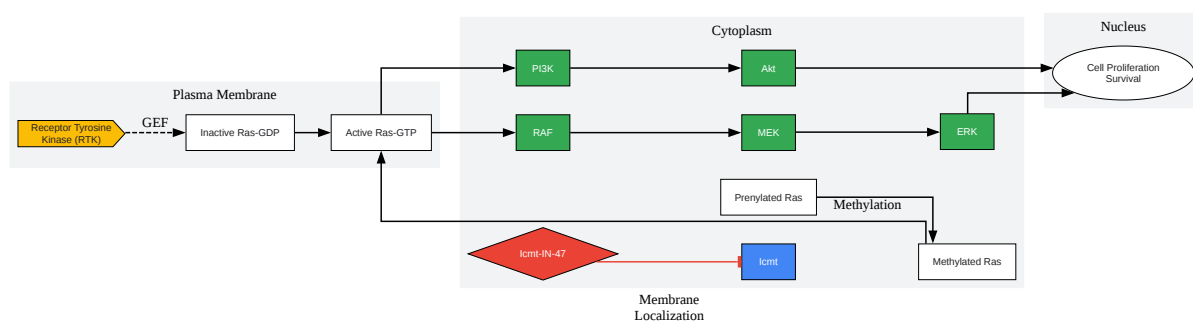 Cytoplasm
Nucleus
PI3K
Akt
Cell Proliferation
Survival
Plasma Membrane
Receptor Tyrosine
Kinase (RTK)
GEF
Inactive Ras-GDP
Active Ras-GTP
RAF
MEK
ERK
Prenylated Ras
Methylation
Icmt-IN-47
Icmt
Methylated Ras
Membrane
Localization